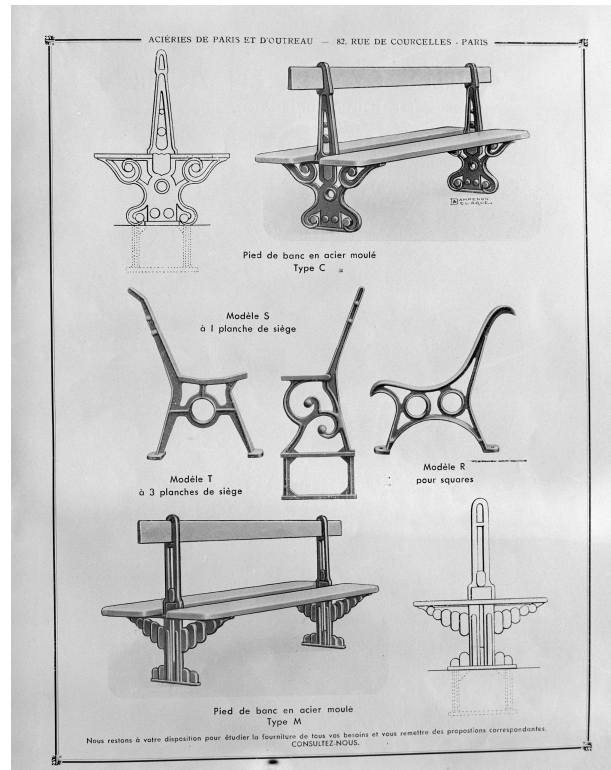 ACIÉRIES DE PARIS ET D'OUTREAU — 82, RUE DE COURCELLES - PARIS
DAMPENON
ELARUE
Pied de banc en acier moulé
Type C
Modèle S
à 1 planche de siège
Modèle T
à 3 planches de siège
Modèle R
pour squares
Pied de banc en acier moulé
Type M
Nous restons à votre disposition pour étudier la fourniture de tous vos besoins et vous remettre des propositions correspondantes.
CONSULTEZ-NOUS.